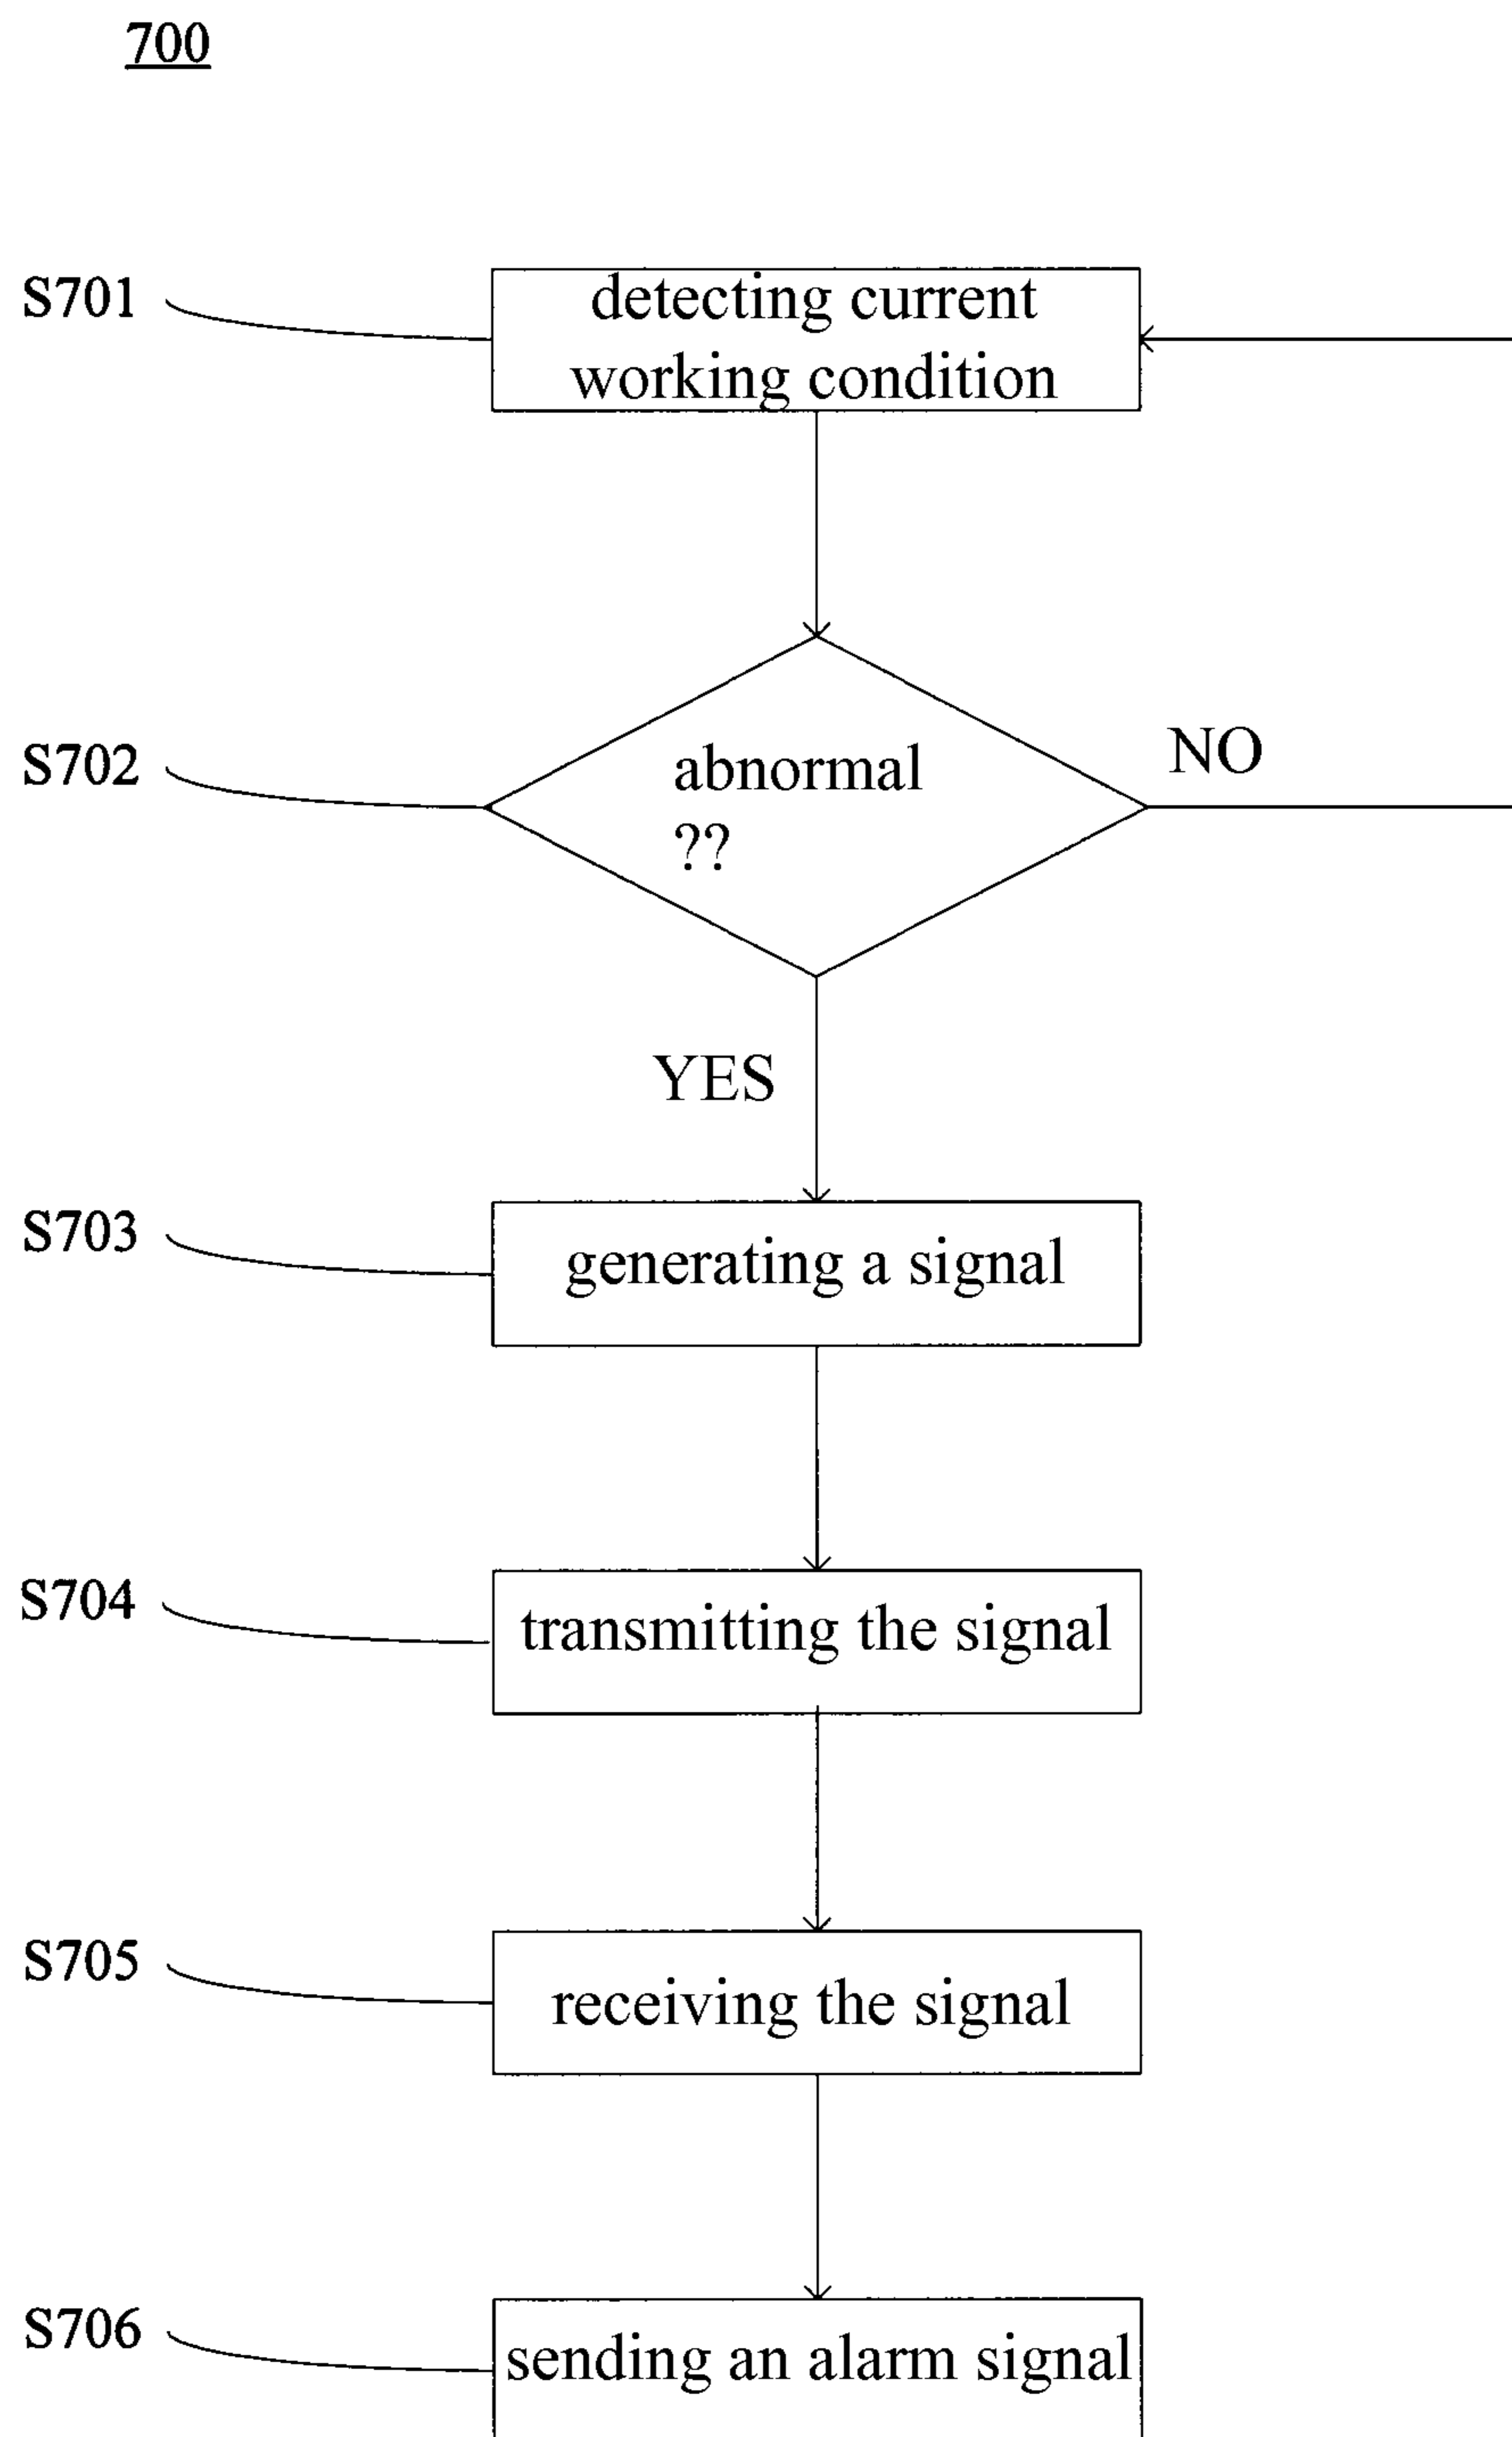 700
S701
detecting current
working condition
S702
abnormal
??
NO
YES
S703
generating a signal
S704
transmitting the signal
S705
receiving the signal
S706
sending an alarm signal